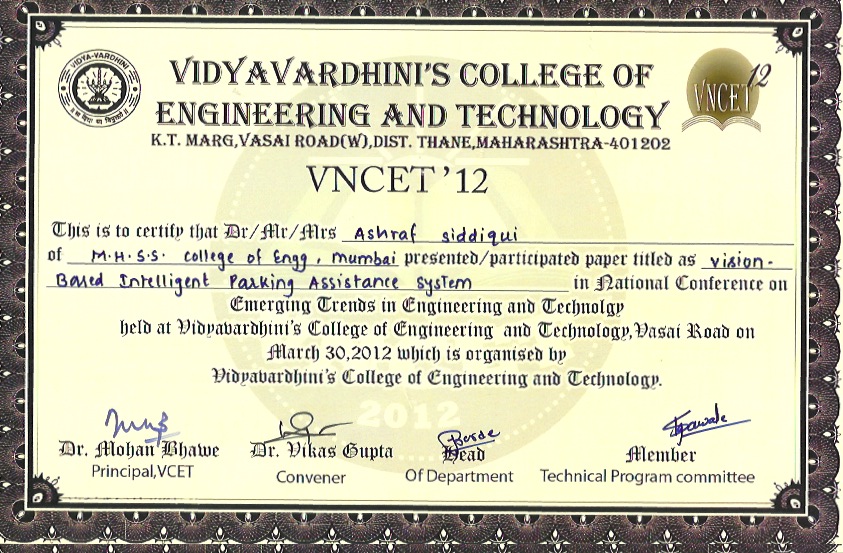 VIDYA-VARDHINI
VIDYAVARDHINI'S COLLEGE OF
ENGINEERING AND TECHNOLOGY
K.T. MARG,VASAI ROAD(W),DIST. THANE,MAHARASHTRA-401202
VNCET 12
VNCET '12
This is to certify that Dr/Mr/Mrs Ashraf siddiqui
of M.H.S.S. college of Engg, Mumbai presented/participated paper titled as vision-
Based Intelligent Parking Assistance system in National Conference on
Emerging Trends in Engineering and Technolgy
held at Vidyavardhini's College of Engineering and Technology,Vasai Road on
March 30,2012 which is organised by
Vidyavardhini's College of Engineering and Technology.
2012
Dr. Mohan Bhawe Dr. Vikas Gupta Head Member
Principal,VCET Convener Of Department Technical Program committee